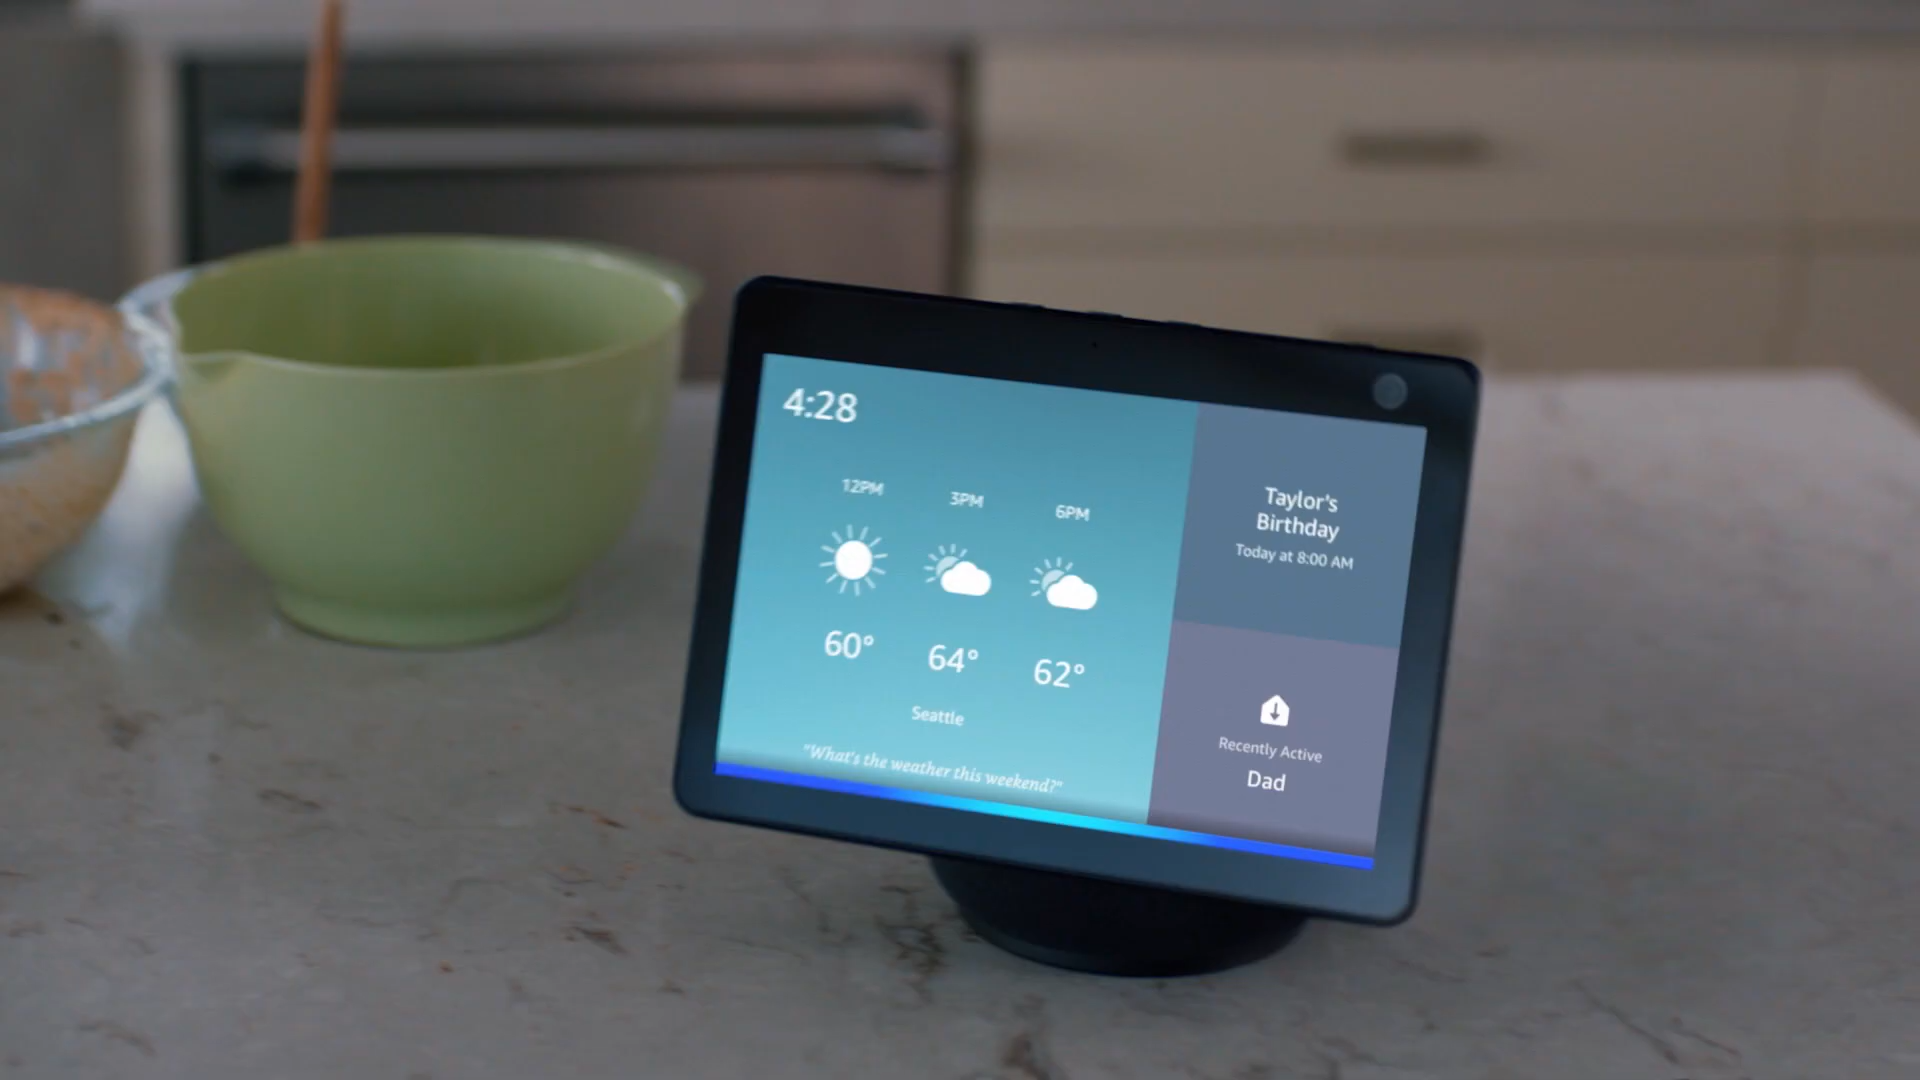 4:28
12PM 3PM 6PM
60° 64° 62°
Seattle
"What's the weather this weekend?"
Taylor's
Birthday
Today at 8:00 AM
Recently Active
Dad